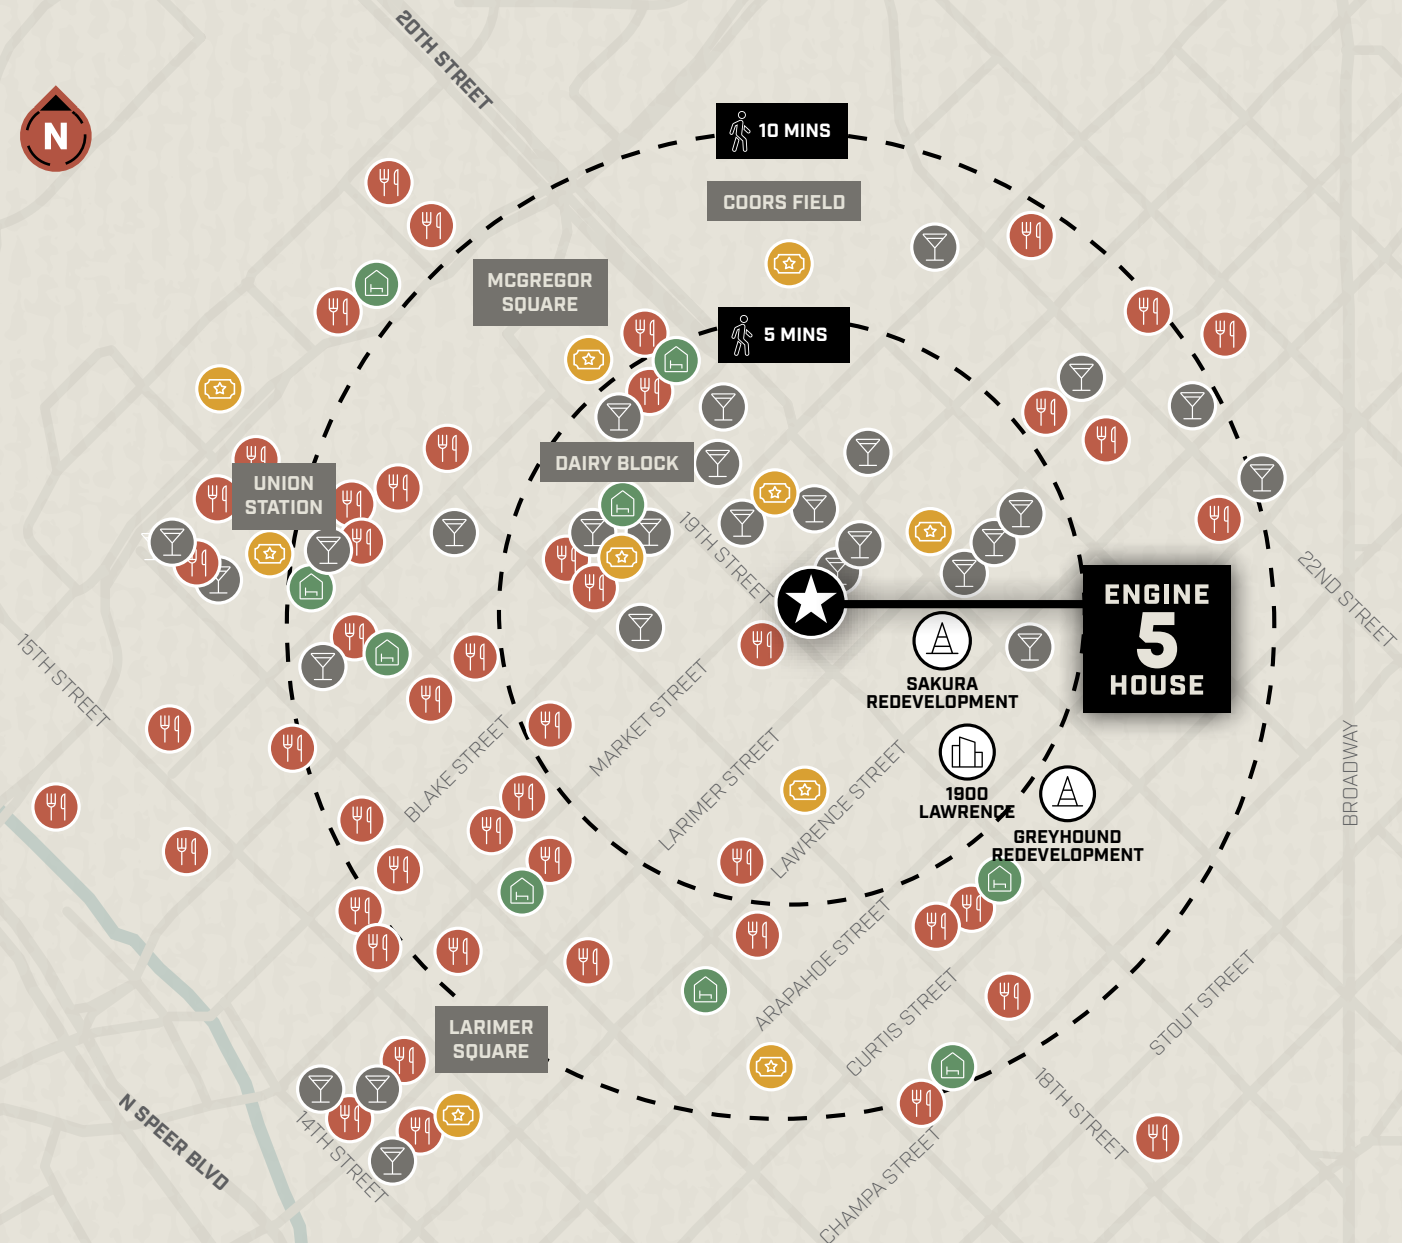 20TH STREET
N
10 MINS
COORS FIELD
MCGREGOR
SQUARE
5 MINS
DAIRY BLOCK
UNION
STATION
19TH STREET
22ND STREET
ENGINE
5
HOUSE
15TH STREET
SAKURA
REDEVELOPMENT
MARKET STREET
BLAKE STREET
LARIMER STREET
LAWRENCE STREET
1900
LAWRENCE
BROADWAY
GREYHOUND
REDEVELOPMENT
ARAPAHOE STREET
CURTIS STREET
STOUT STREET
LARIMER
SQUARE
18TH STREET
N SPEER BLVD
14TH STREET
CHAMPA STREET